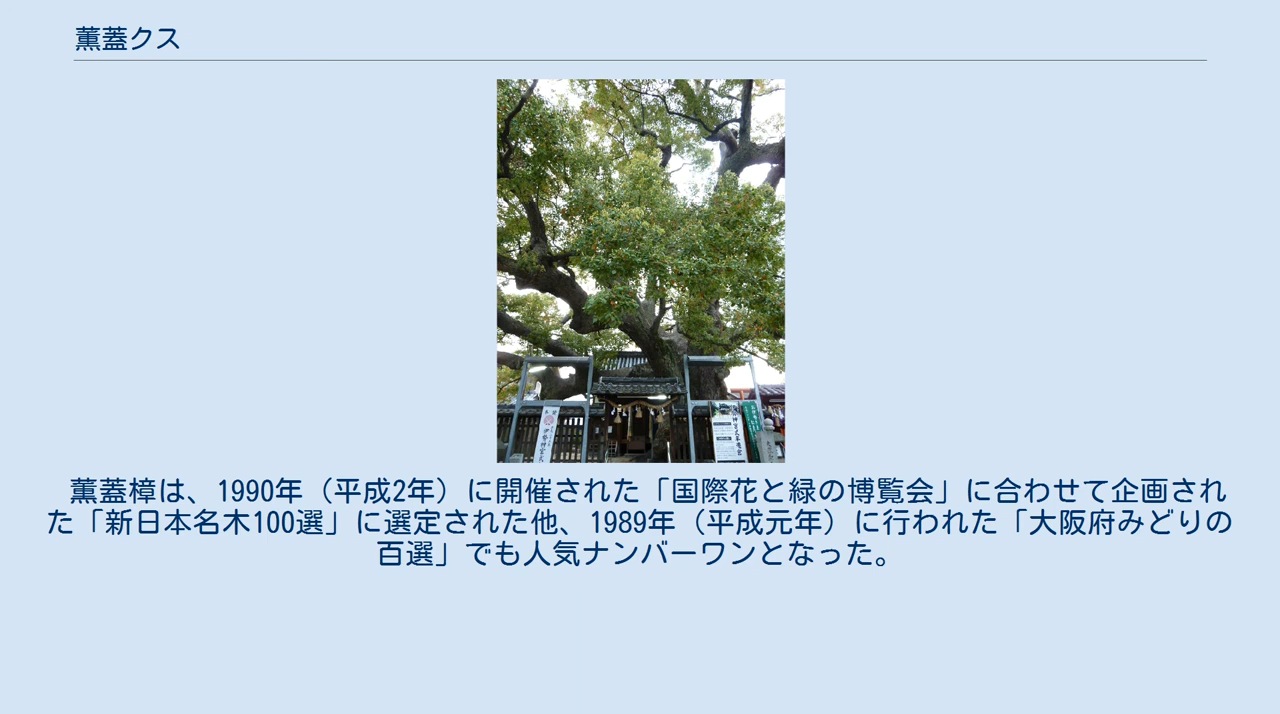 薫蓋クス
伊勢神宮式
薫蓋樟は、1990年（平成2年）に開催された「国際花と緑の博覧会」に合わせて企画され
た「新日本名木100選」に選定された他、1989年（平成元年）に行われた「大阪府みどりの
百選」でも人気ナンバーワンとなった。